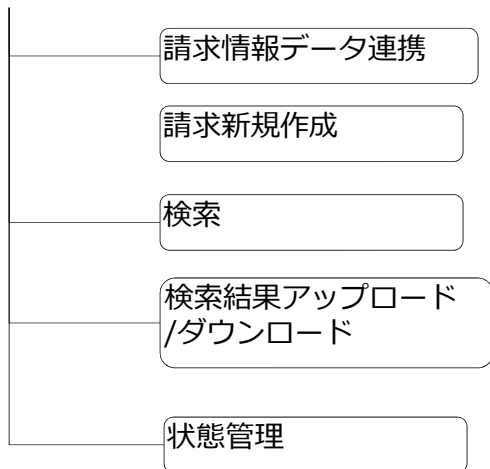 請求情報データ連携
請求新規作成
検索
検索結果アップロード
/ダウンロード
状態管理